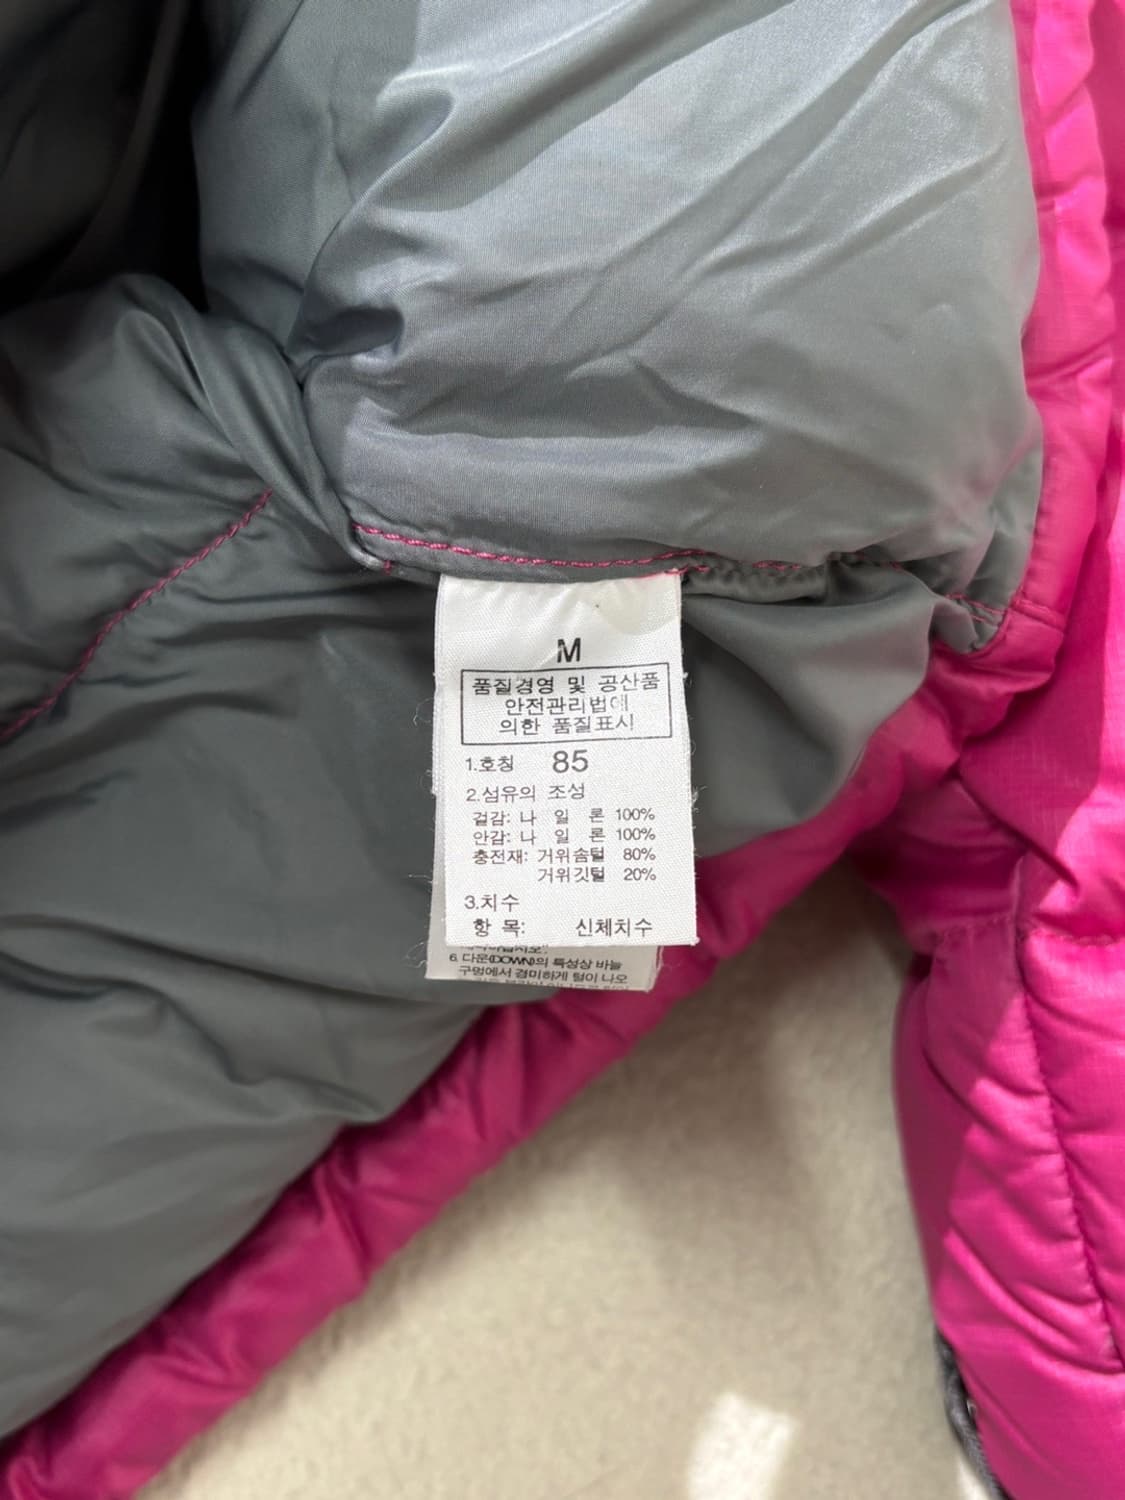 M
품질경영 및 공산품
안전관리법에
의한 품질표시
1.호칭 85
2.섬유의 조성
겉감: 나 일 론 100%
안감: 나 일 론 100%
충전재: 거위솜털 80%
거위깃털 20%
3.치수
항 목: 신체치수
6. 다운(DOWN)의 특성상 바늘
구멍에서 경미하게 털이 나오